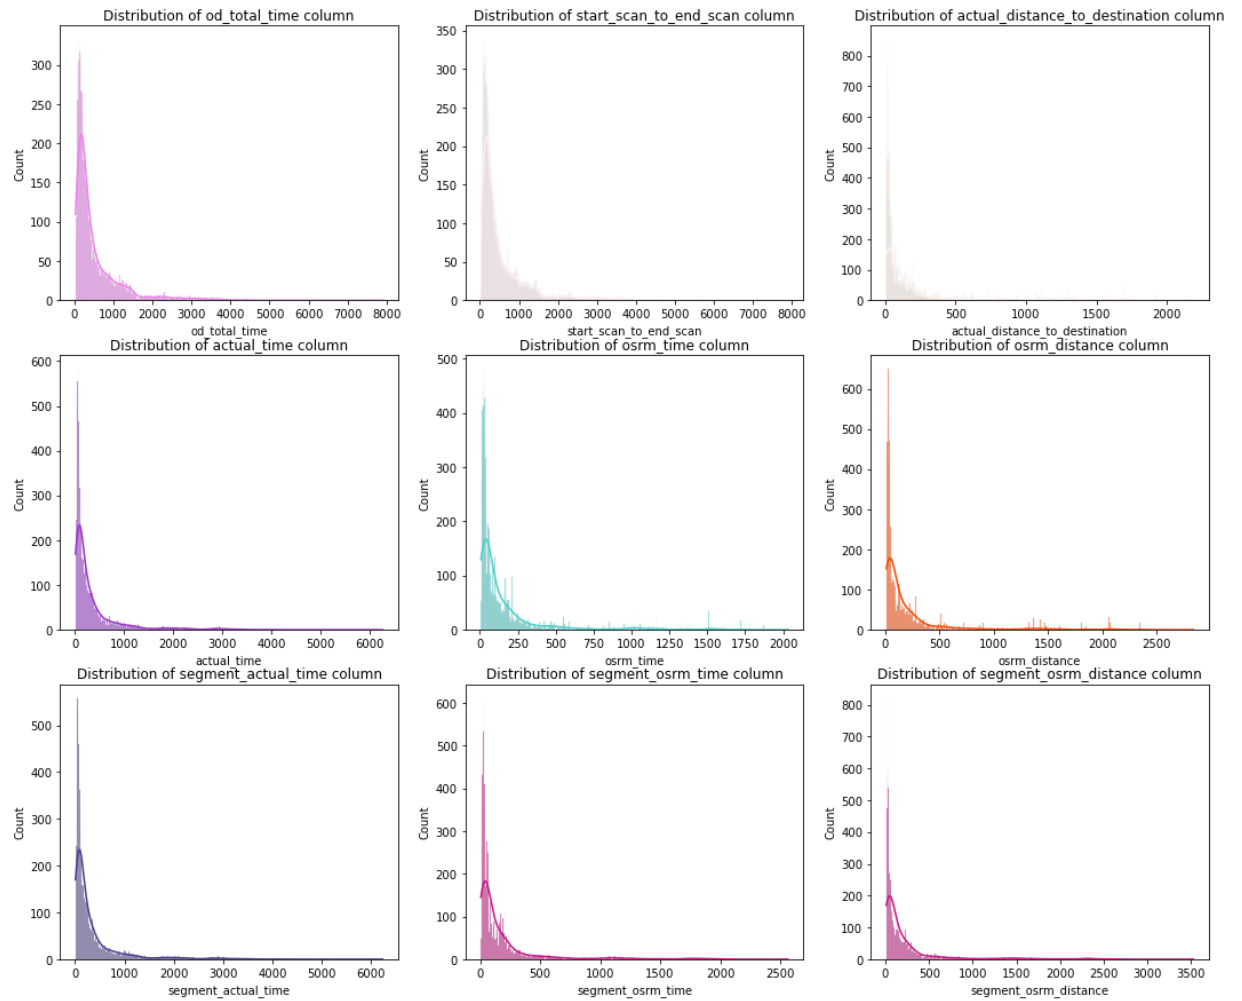 Distribution of od_total_time column
Distribution of start_scan_to_end_scan column
Distribution of actual_distance_to_destination column
300
250
200
150
100
50
0
Count
0 1000 2000 3000 4000 5000 6000 7000 8000
od_total_time
350
300
250
200
150
100
50
0
Count
0 1000 2000 3000 4000 5000 6000 7000 8000
start_scan_to_end_scan
800
700
600
500
400
300
200
100
0
Count
0 500 1000 1500 2000
actual_distance_to_destination
Distribution of actual_time column
Distribution of osrm_time column
Distribution of osrm_distance column
600
500
400
300
200
100
0
Count
0 1000 2000 3000 4000 5000 6000
actual_time
500
400
300
200
100
0
Count
0 250 500 750 1000 1250 1500 1750 2000
osrm_time
600
500
400
300
200
100
0
Count
0 500 1000 1500 2000 2500
osrm_distance
Distribution of segment_actual_time column
Distribution of segment_osrm_time column
Distribution of segment_osrm_distance column
500
400
300
200
100
0
Count
0 1000 2000 3000 4000 5000 6000
segment_actual_time
600
500
400
300
200
100
0
Count
0 500 1000 1500 2000 2500
segment_osrm_time
800
700
600
500
400
300
200
100
0
Count
0 500 1000 1500 2000 2500 3000 3500
segment_osrm_distance